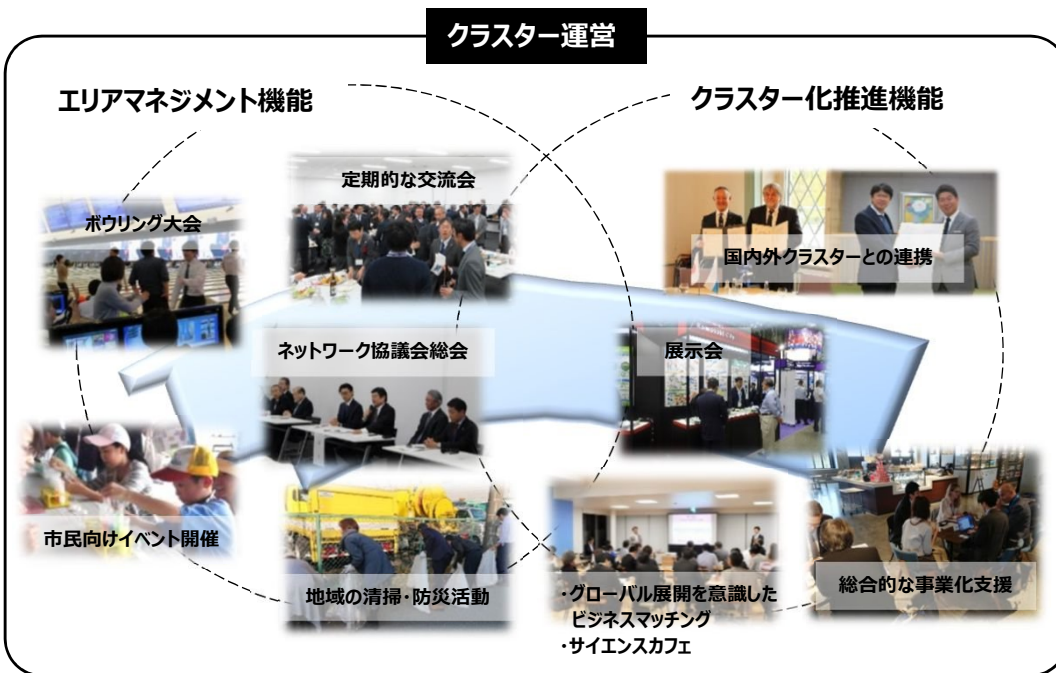 クラスター運営
エリアマネジメント機能
クラスター化推進機能
定期的な交流会
ボウリング大会
国内外クラスターとの連携
ネットワーク協議会総会
展示会
市民向けイベント開催
地域の清掃・防災活動
・グローバル展開を意識した
ビジネスマッチング
・サイエンスカフェ
総合的な事業化支援